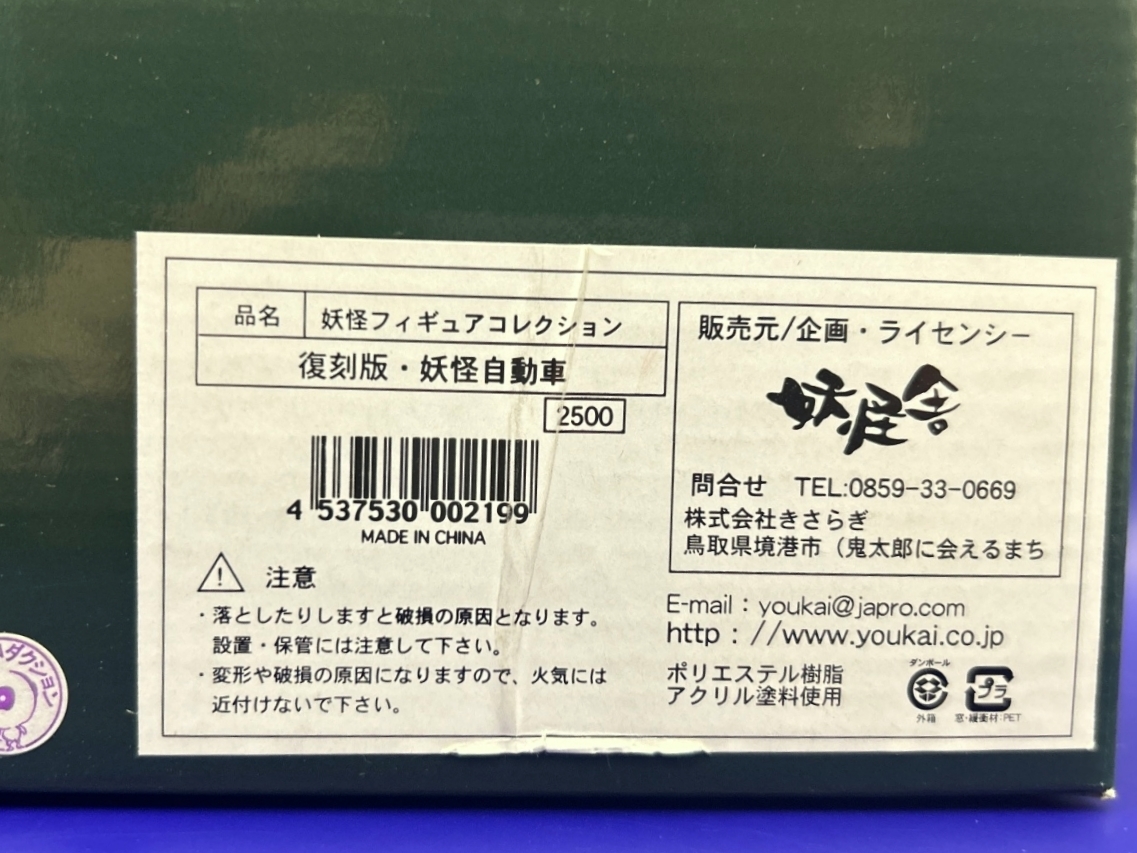 品名 妖怪フィギュアコレクション
復刻版・妖怪自動車
2500
4 537530 002199
MADE IN CHINA
注意
・落としたりしますと破損の原因となります。
設置・保管には注意して下さい。
・変形や破損の原因になりますので、火気には
近付けないで下さい。
販売元/企画・ライセンシー
妖怪舎
問合せ TEL:0859-33-0669
株式会社きさらぎ
鳥取県境港市（鬼太郎に会えるまち
E-mail : youkai@japro.com
http : //www.youkai.co.jp
ポリエステル樹脂
アクリル塗料使用
ダンボール
外箱
プラ
窓・緩衝材:PET
ダクション